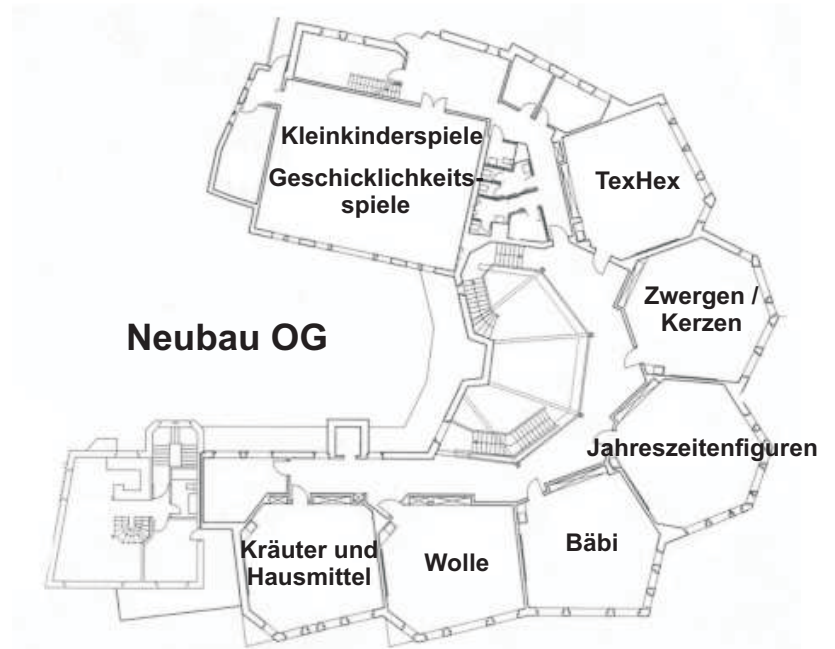 Kleinkinderspiele
Geschicklichkeits-
spiele
TexHex
Zwergen /
Kerzen
Neubau OG
Jahreszeitenfiguren
Bäbi
Kräuter und
Hausmittel
Wolle